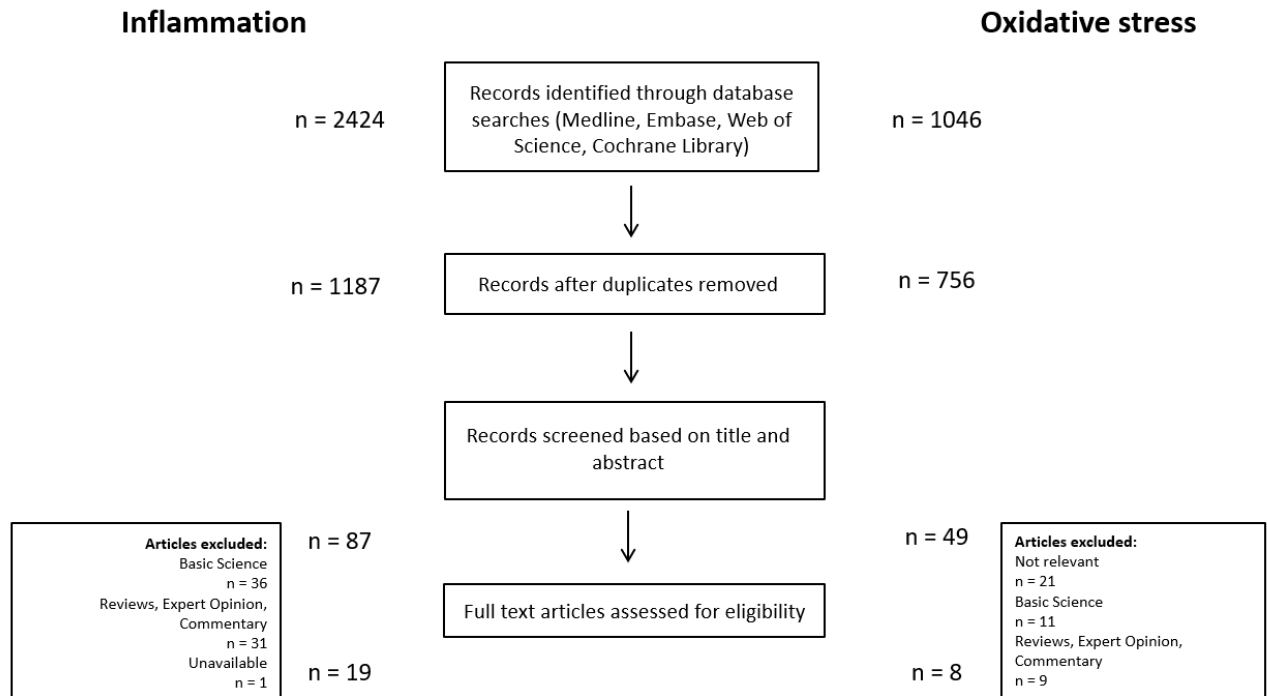 Inflammation
Oxidative stress
n = 2424
Records identified through database
searches (Medline, Embase, Web of
Science, Cochrane Library)
n = 1046
n = 1187
Records after duplicates removed
n = 756
Records screened based on title and
abstract
Articles excluded:
Basic Science
n = 36
Reviews, Expert Opinion,
Commentary
n = 31
Unavailable
n = 1
n = 87
n = 49
Full text articles assessed for eligibility
n = 19
n = 8
Articles excluded:
Not relevant
n = 21
Basic Science
n = 11
Reviews, Expert Opinion,
Commentary
n = 9